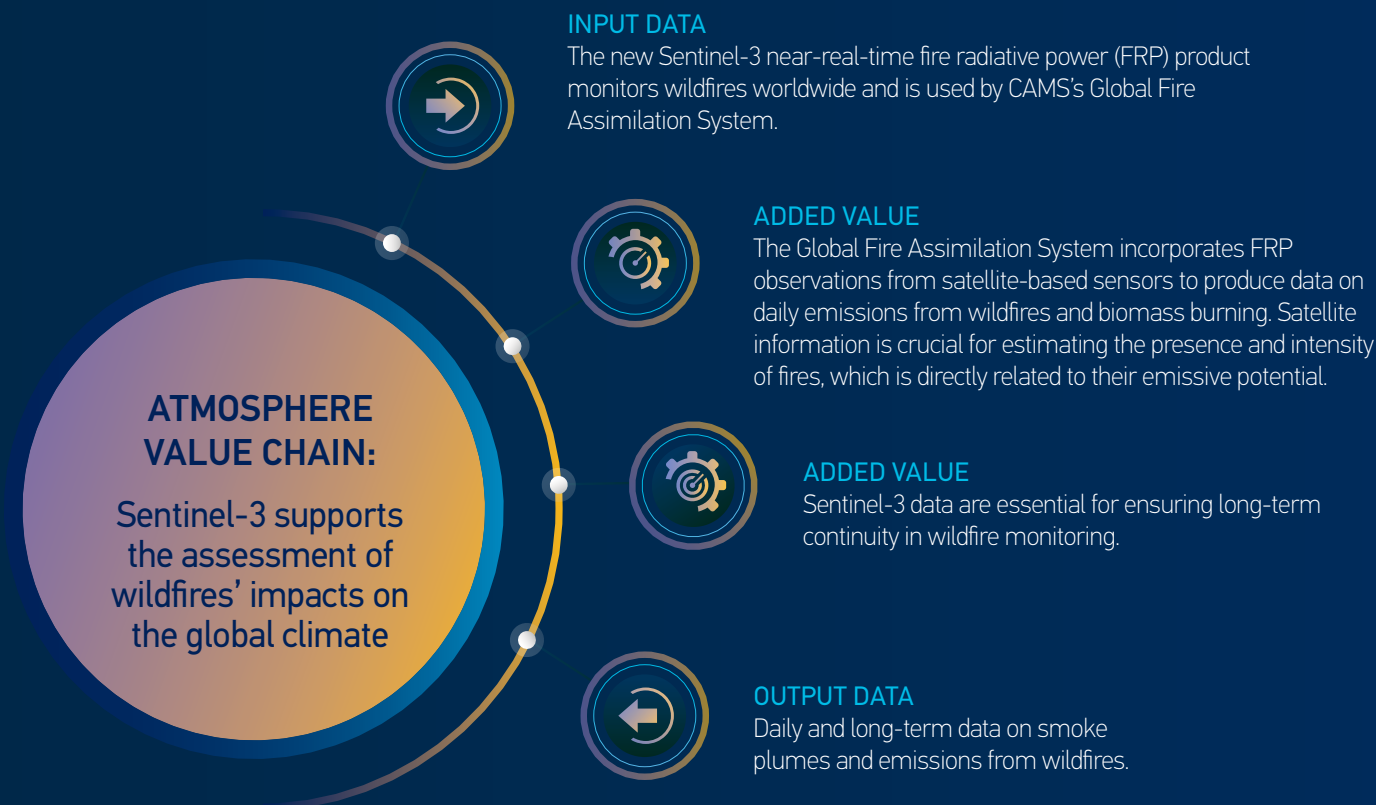 INPUT DATA
The new Sentinel-3 near-real-time fire radiative power (FRP) product
monitors wildfires worldwide and is used by CAMS's Global Fire
Assimilation System.
ADDED VALUE
The Global Fire Assimilation System incorporates FRP
observations from satellite-based sensors to produce data on
daily emissions from wildfires and biomass burning. Satellite
information is crucial for estimating the presence and intensity
of fires, which is directly related to their emissive potential.
ATMOSPHERE
VALUE CHAIN:
Sentinel-3 supports
the assessment of
wildfires' impacts on
the global climate
ADDED VALUE
Sentinel-3 data are essential for ensuring long-term
continuity in wildfire monitoring.
OUTPUT DATA
Daily and long-term data on smoke
plumes and emissions from wildfires.